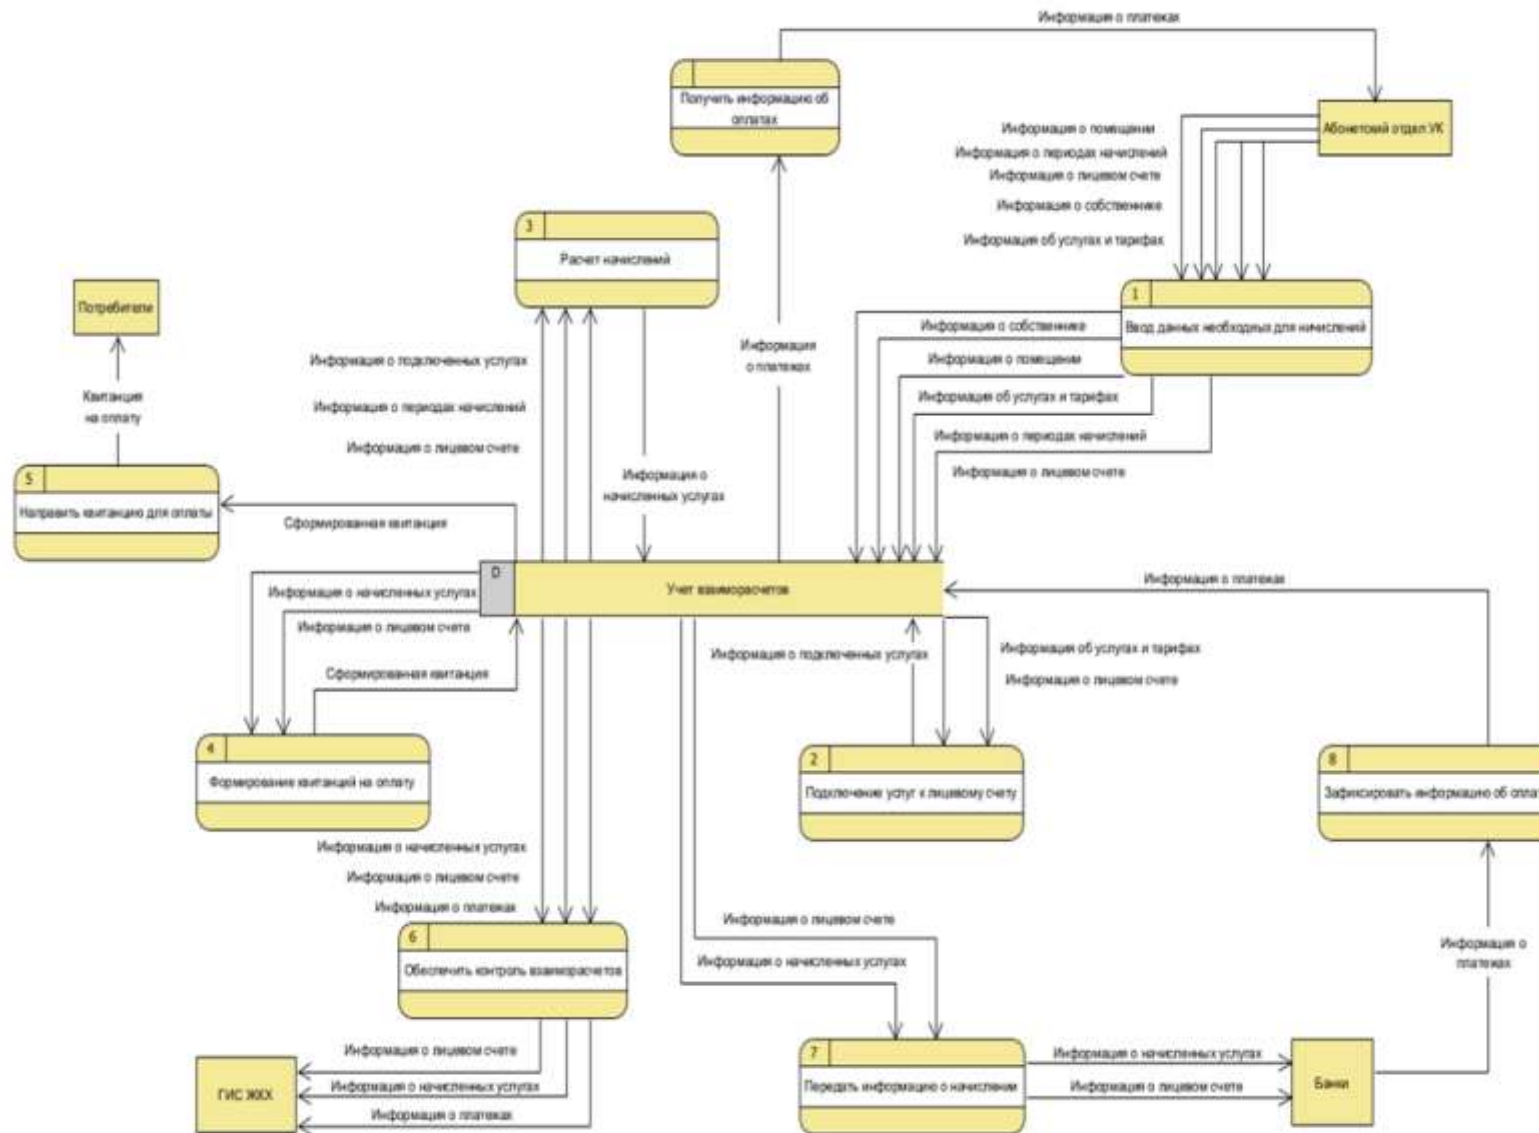 Информация о платежах
Получить информацию об
оплатах
Абонетский отдел УК
Информация о помещении
Информация о периодах начислений
Информация о лицевом счете
Информация о собственнике
Информация об услугах и тарифах
3
Расчет начислений
1
Ввод данных необходимых для начислений
Потребители
Информация о собственнике
Информация о подключенных услугах
Информация
о платежах
Информация о помещении
Квитанция
на оплату
Информация об услугах и тарифах
Информация о периодах начислений
Информация о периодах начислений
Информация о лицевом счете
Информация о лицевом счете
5
Информация о
начисленных услугах
Направить квитанцию для оплаты
Сформированная квитанция
D
Учет взаиморасчетов
Информация о платежах
Информация о начисленных услугах
Информация о лицевом счете
Информация о подключенных услугах
Информация об услугах и тарифах
Сформированная квитанция
Информация о лицевом счете
4
Формирование квитанций на оплату
2
Подключение услуг к лицевому счету
8
Зафиксировать информацию об оплат
Информация о начисленных услугах
Информация о лицевом счете
Информация о платежах
Информация о лицевом счете
6
Обеспечить контроль взаиморасчетов
Информация о начисленных услугах
Информация о
платежах
Информация о лицевом счете
7
Передать информацию о начислении
Информация о начисленных услугах
Информация о лицевом счете
Банки
ГИС ЖКХ
Информация о начисленных услугах
Информация о платежах